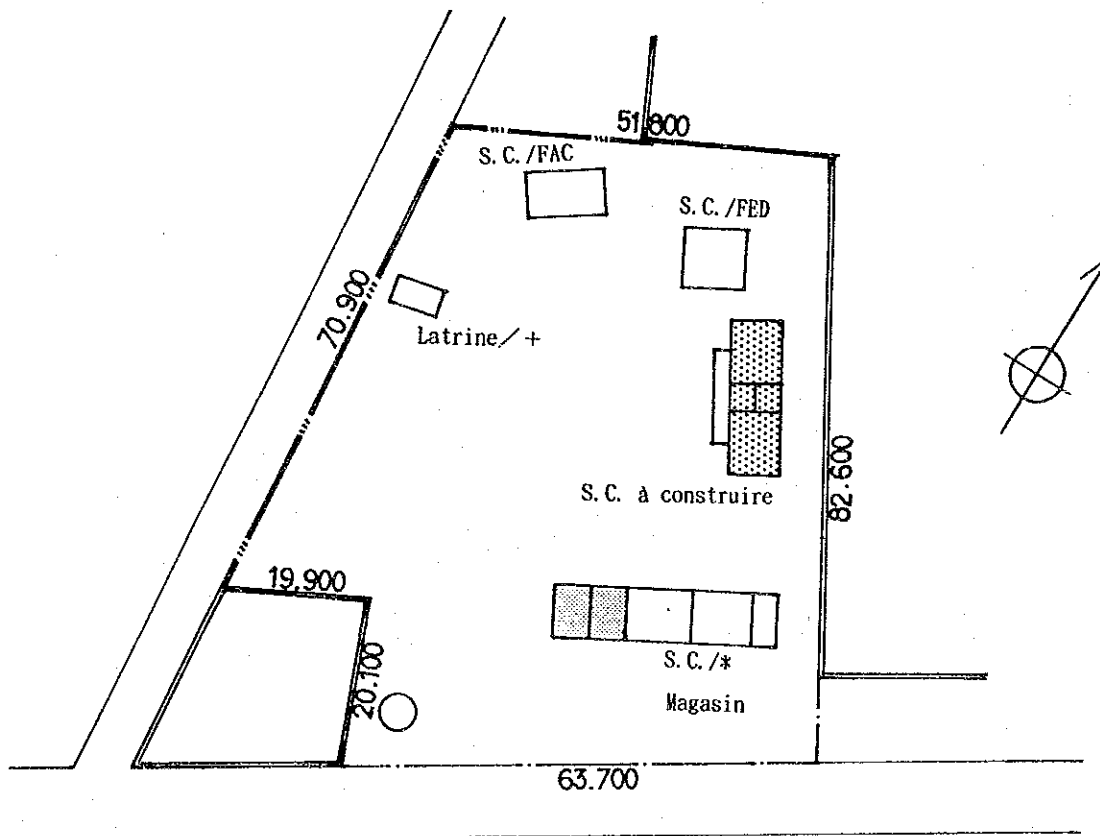 51.800
S.C./FAC
S.C./FED
70.900
Latrine/+
82.600
S.C. à construire
19.900
20.100
S.C./*
Magasin
63.700